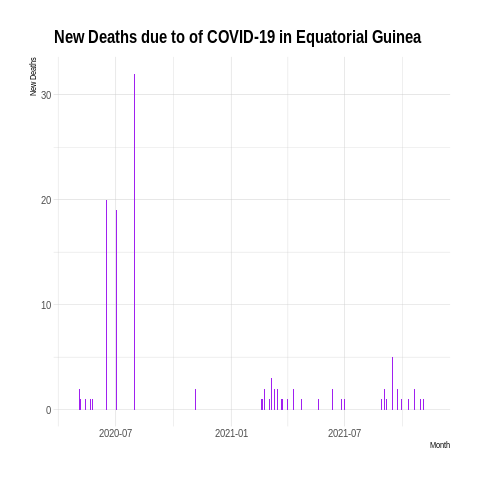 New Deaths due to of COVID-19 in Equatorial Guinea
New Deaths
30
20
10
0
2020-07 2021-01 2021-07
Month